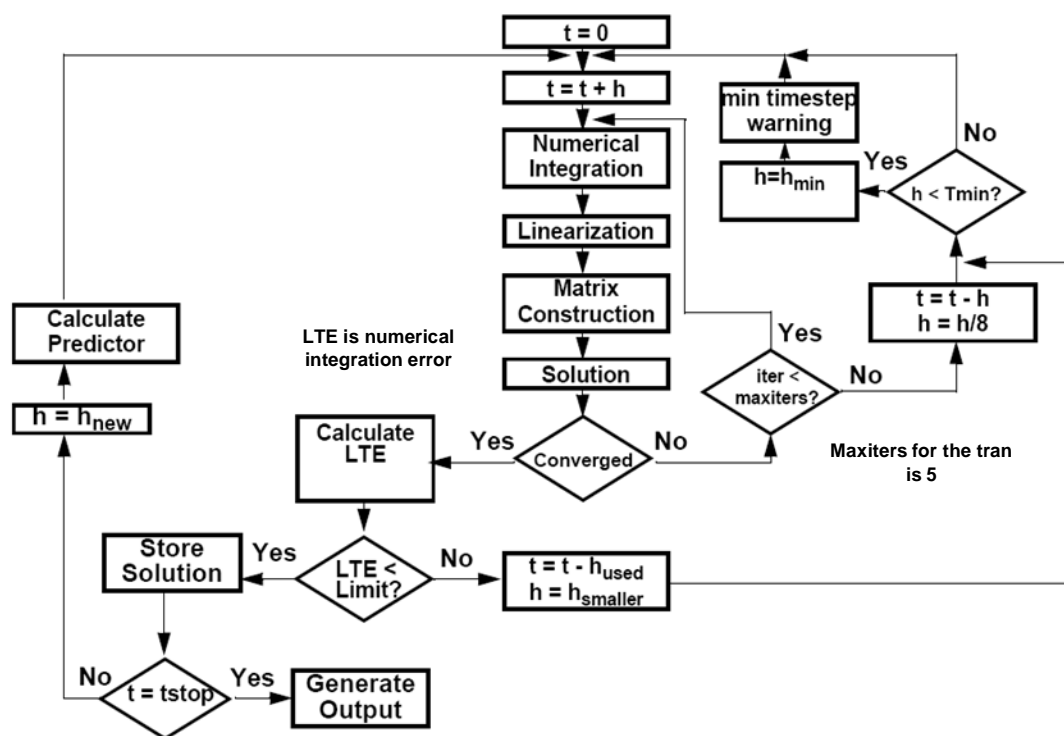 t = 0
t = t + h
Numerical
Integration
Linearization
Matrix
Construction
Solution
Converged
Yes
No
iter <
maxiters?
Yes
No
t = t - h
h = h/8
h < Tmin?
Yes
No
h=hmin
min timestep
warning
Maxiters for the tran
is 5
LTE is numerical
integration error
Calculate
LTE
LTE <
Limit?
Yes
No
t = t - hused
h = hsmaller
Store
Solution
t = tstop
Yes
No
Generate
Output
h = hnew
Calculate
Predictor